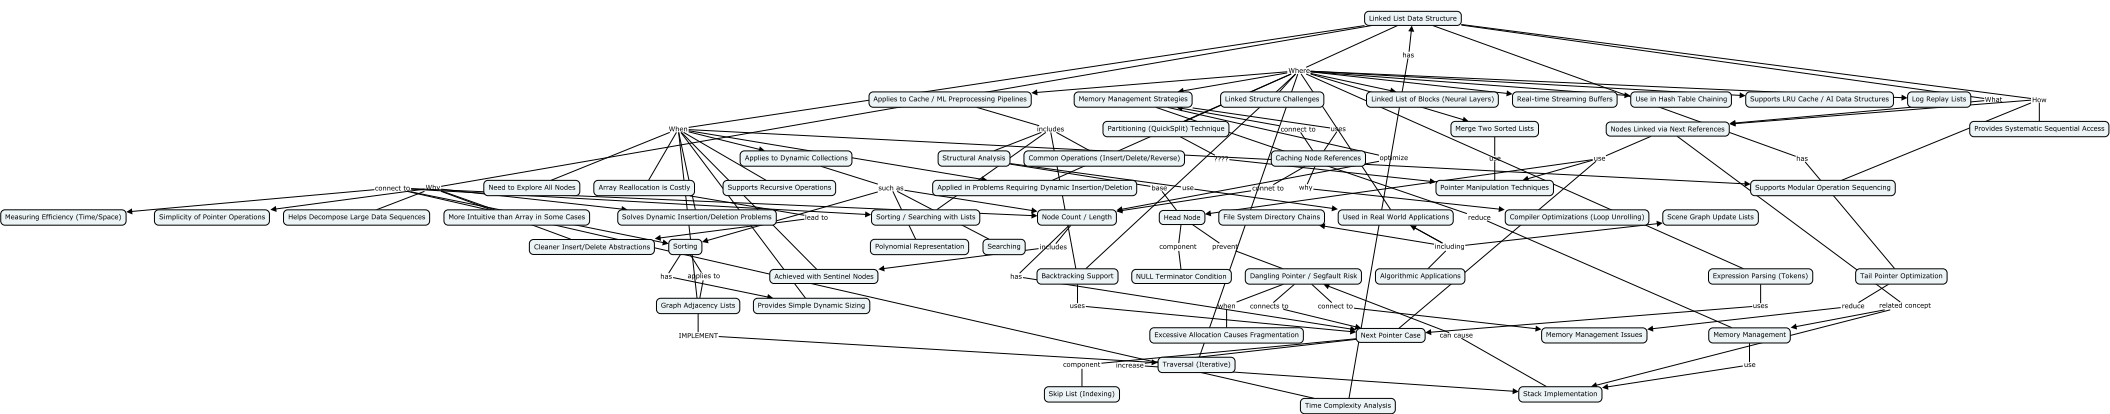 Linked List Data Structure
has
Where
Applies to Cache / ML Preprocessing Pipelines
Memory Management Strategies
Linked Structure Challenges
Linked List of Blocks (Neural Layers)
Real-time Streaming Buffers
Use in Hash Table Chaining
Supports LRU Cache / AI Data Structures
Log Replay Lists
What
How
When
includes
Partitioning (QuickSplit) Technique
connect to
uses
Merge Two Sorted Lists
Nodes Linked via Next References
Provides Systematic Sequential Access
Applies to Dynamic Collections
Structural Analysis
Common Operations (Insert/Delete/Reverse)
????
Caching Node References
optimize
use
use
has
connect to
Why
Need to Explore All Nodes
Array Reallocation is Costly
Supports Recursive Operations
such as
Applied in Problems Requiring Dynamic Insertion/Deletion
base
use
connet to
why
Pointer Manipulation Techniques
Supports Modular Operation Sequencing
Measuring Efficiency (Time/Space)
Simplicity of Pointer Operations
Helps Decompose Large Data Sequences
More Intuitive than Array in Some Cases
Solves Dynamic Insertion/Deletion Problems
lead to
Sorting / Searching with Lists
Node Count / Length
Head Node
File System Directory Chains
Used in Real World Applications
reduce
Compiler Optimizations (Loop Unrolling)
Scene Graph Update Lists
Cleaner Insert/Delete Abstractions
Sorting
Polynomial Representation
Searching
includes
component
prevent
including
has
applies to
Achieved with Sentinel Nodes
has
Backtracking Support
NULL Terminator Condition
Dangling Pointer / Segfault Risk
Algorithmic Applications
Expression Parsing (Tokens)
Tail Pointer Optimization
Graph Adjacency Lists
Provides Simple Dynamic Sizing
uses
when
connects to
connect to
uses
reduce
related concept
IMPLEMENT
Excessive Allocation Causes Fragmentation
Next Pointer Case
can cause
Memory Management Issues
Memory Management
component
increase
Traversal (Iterative)
use
Skip List (Indexing)
Stack Implementation
Time Complexity Analysis